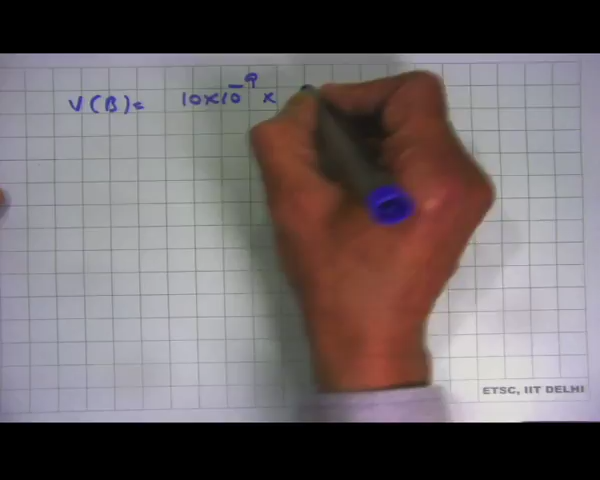 V(B)= 10×10⁻⁹ ×
ETSC, IIT DELHI